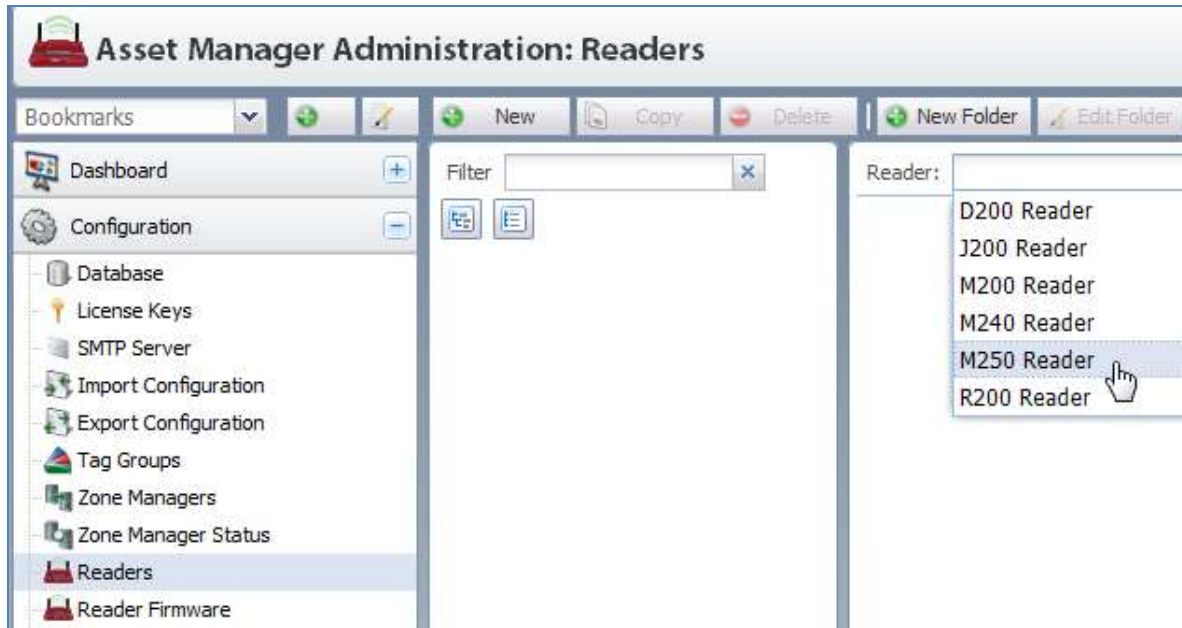 Asset Manager Administration: Readers
Bookmarks New Copy Delete New Folder Edit Folder
Dashboard
Configuration
Database
License Keys
SMTP Server
Import Configuration
Export Configuration
Tag Groups
Zone Managers
Zone Manager Status
Readers
Reader Firmware
Filter
Reader:
D200 Reader
J200 Reader
M200 Reader
M240 Reader
M250 Reader
R200 Reader